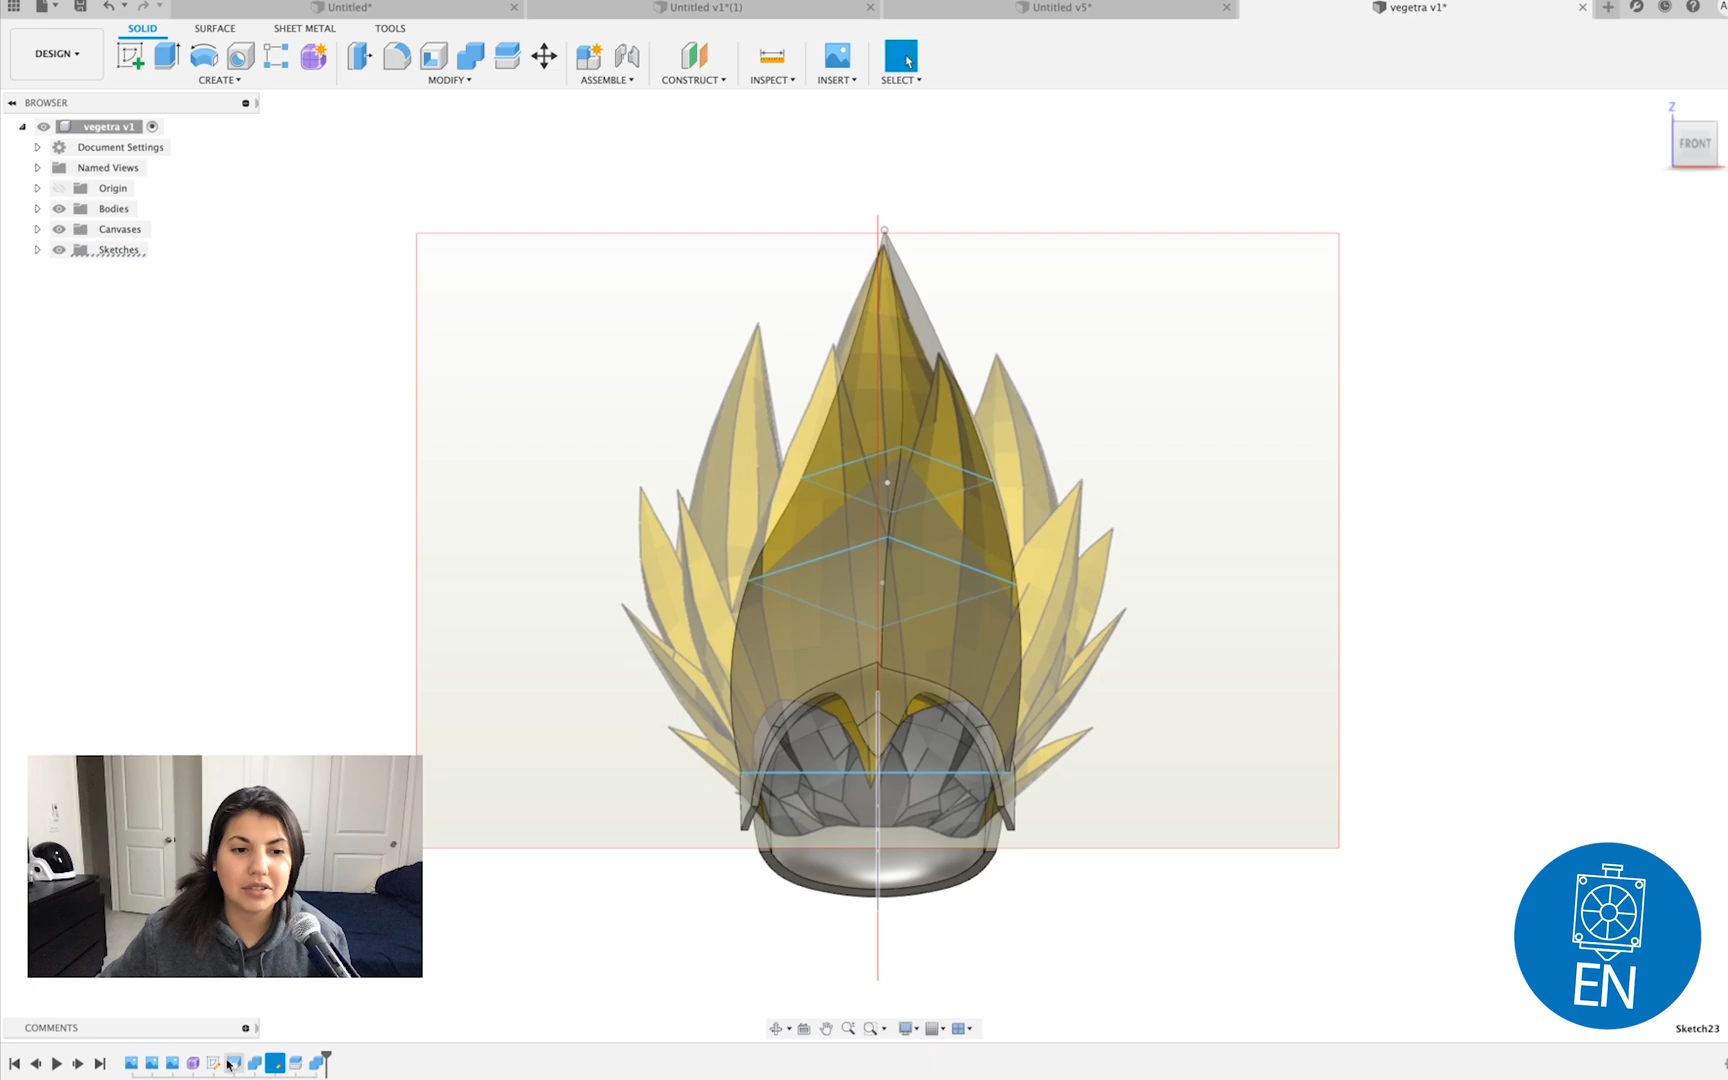 Untitled*
Untitled v1*(1)
Untitled v5*
vegetra v1*
SOLID
SURFACE
SHEET METAL
TOOLS
DESIGN
CREATE
MODIFY
ASSEMBLE
CONSTRUCT
INSPECT
INSERT
SELECT
BROWSER
vegetra v1
Document Settings
Named Views
Origin
Bodies
Canvases
Sketches
Z
FRONT
EN
COMMENTS
Sketch23